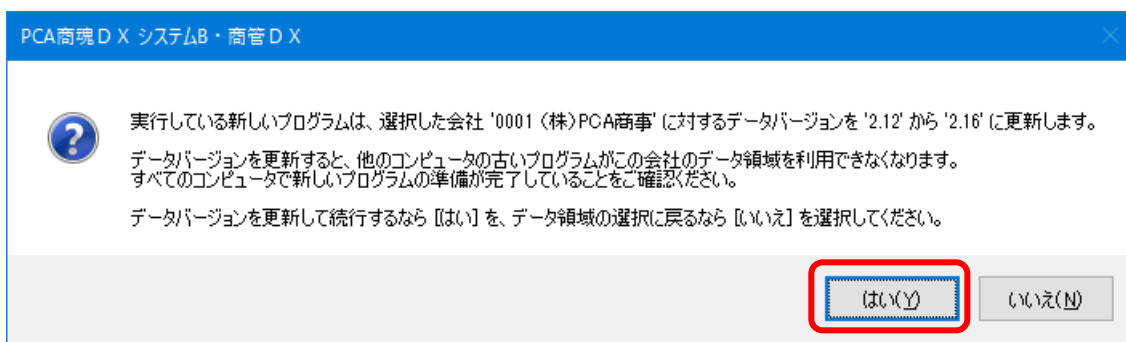 PCA商魂ＤＸ システムB・商管ＤＸ
実行している新しいプログラムは、選択した会社 '0001 （株）PCA商事' に対するデータバージョンを '2.12' から '2.16' に更新します。
データバージョンを更新すると、他のコンピュータの古いプログラムがこの会社のデータ領域を利用できなくなります。
すべてのコンピュータで新しいプログラムの準備が完了していることをご確認ください。
データバージョンを更新して続行するなら [はい] を、データ領域の選択に戻るなら [いいえ] を選択してください。
はい(Y) いいえ(N)